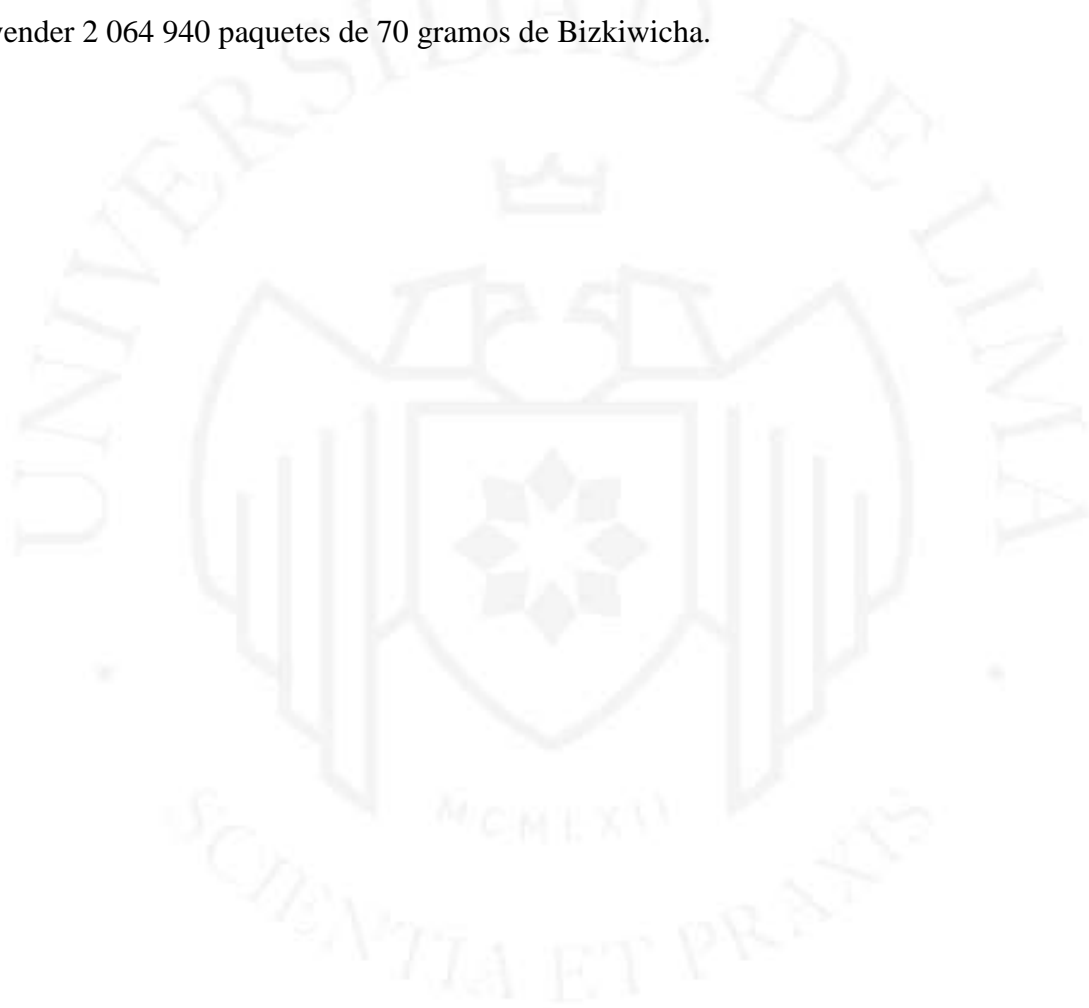 vender 2 064 940 paquetes de 70 gramos de Bizkiwicha.
UNIVERSIDAD DE LIMA
MCMLXII
SCIENTIA ET PRAXIS